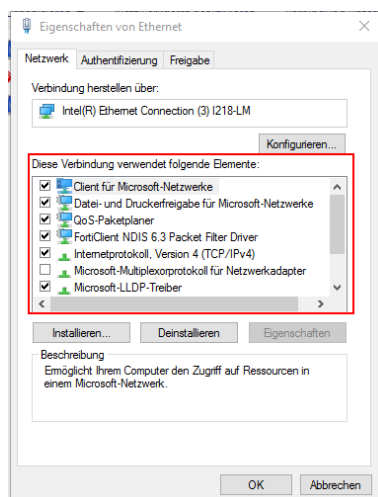 Eigenschaften von Ethernet
Netzwerk Authentifizierung Freigabe
Verbindung herstellen über:
Intel(R) Ethernet Connection (3) I218-LM
Konfigurieren...
Diese Verbindung verwendet folgende Elemente:
Client für Microsoft-Netzwerke
Datei- und Druckerfreigabe für Microsoft-Netzwerke
QoS-Paketplaner
FortiClient NDIS 6.3 Packet Filter Driver
Internetprotokoll, Version 4 (TCP/IPv4)
Microsoft-Multiplexorprotokoll für Netzwerkadapter
Microsoft-LLDP-Treiber
Installieren... Deinstallieren Eigenschaften
Beschreibung
Ermöglicht Ihrem Computer den Zugriff auf Ressourcen in
einem Microsoft-Netzwerk.
OK Abbrechen